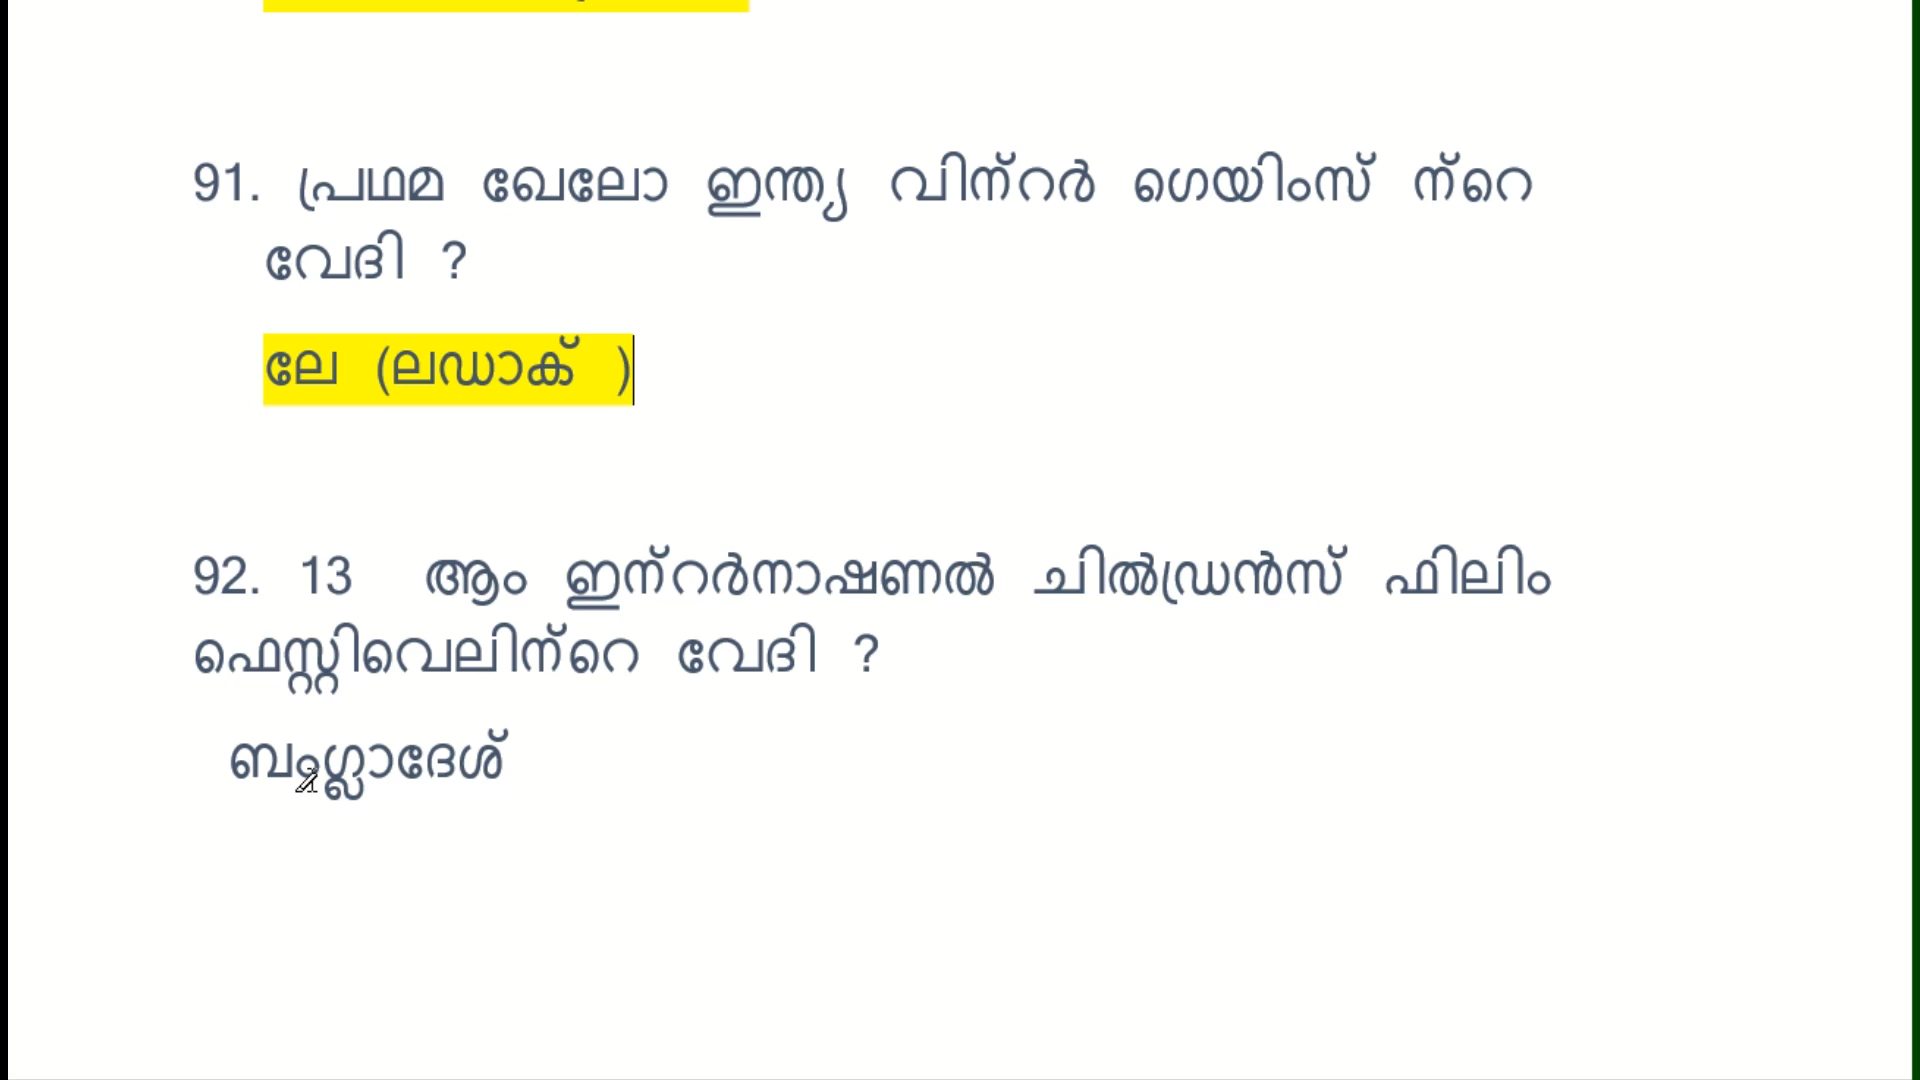 91. പ്രഥമ ഖേലോ ഇന്ത്യ വിന്റർ ഗെയിംസ് ന്റെ
വേദി ?
ലേ (ലഡാക് )
92. 13 ആം ഇന്റർനാഷണൽ ചിൽഡ്രൻസ് ഫിലിം
ഫെസ്റ്റിവെലിന്റെ വേദി ?
ബംഗ്ലാദേശ്